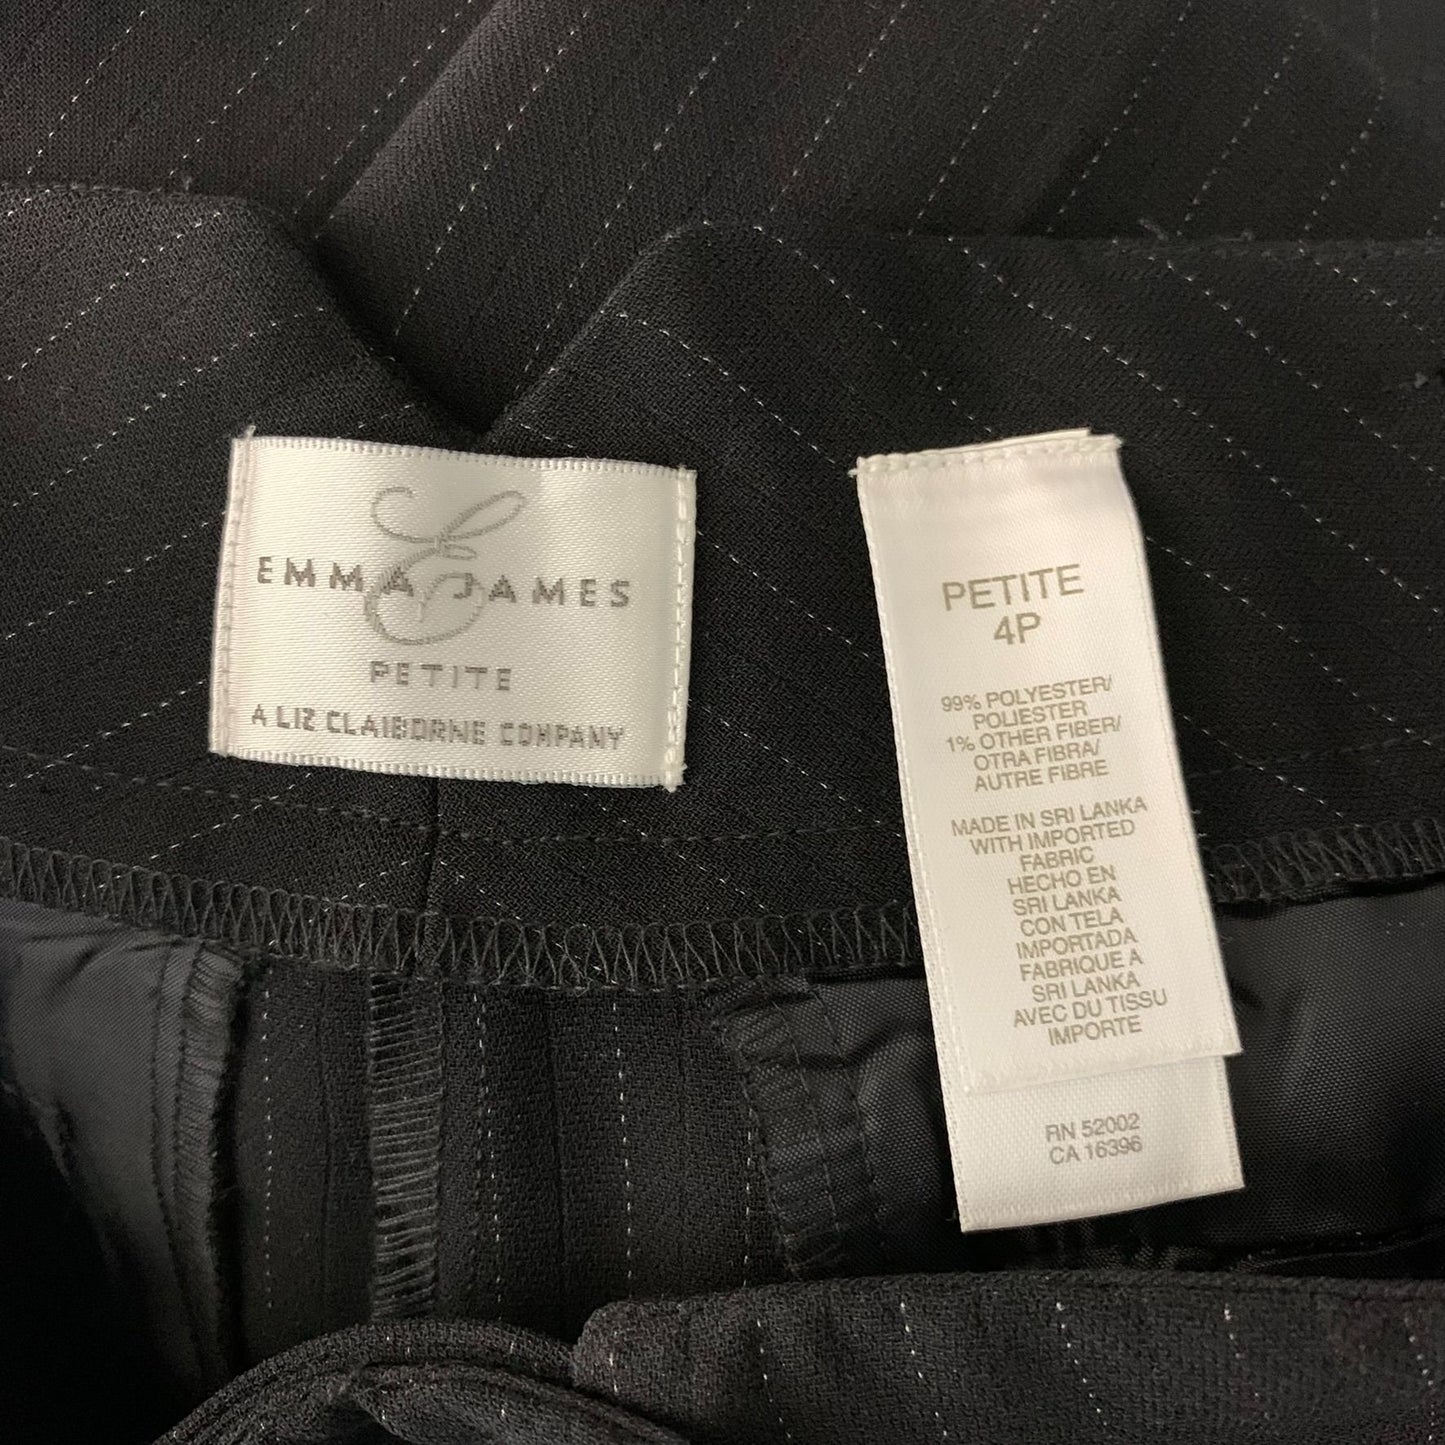 E
EMMA JAMES
PETITE
A LIZ CLAIBORNE COMPANY
PETITE
4P
99% POLYESTER/
POLIESTER
1% OTHER FIBER/
OTRA FIBRA/
AUTRE FIBRE
MADE IN SRI LANKA
WITH IMPORTED
FABRIC
HECHO EN
SRI LANKA
CON TELA
IMPORTADA
FABRIQUE A
SRI LANKA
AVEC DU TISSU
IMPORTE
RN 52002
CA 16396